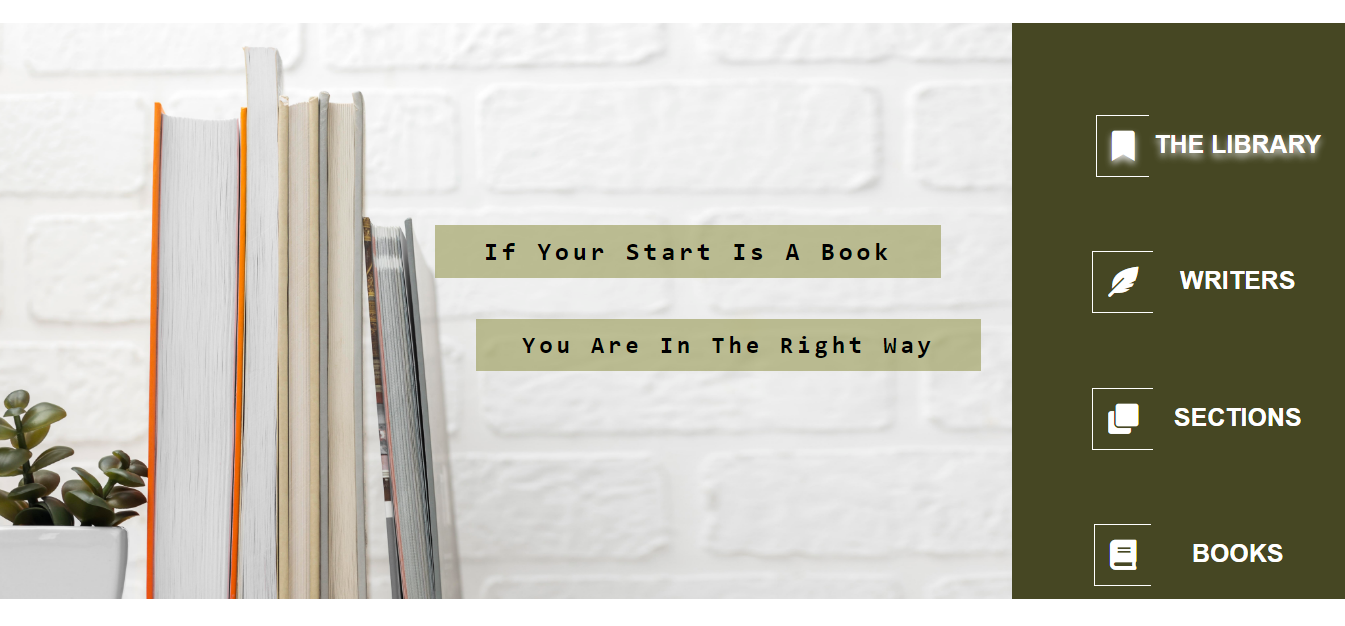 If Your Start Is A Book
You Are In The Right Way
THE LIBRARY
WRITERS
SECTIONS
BOOKS